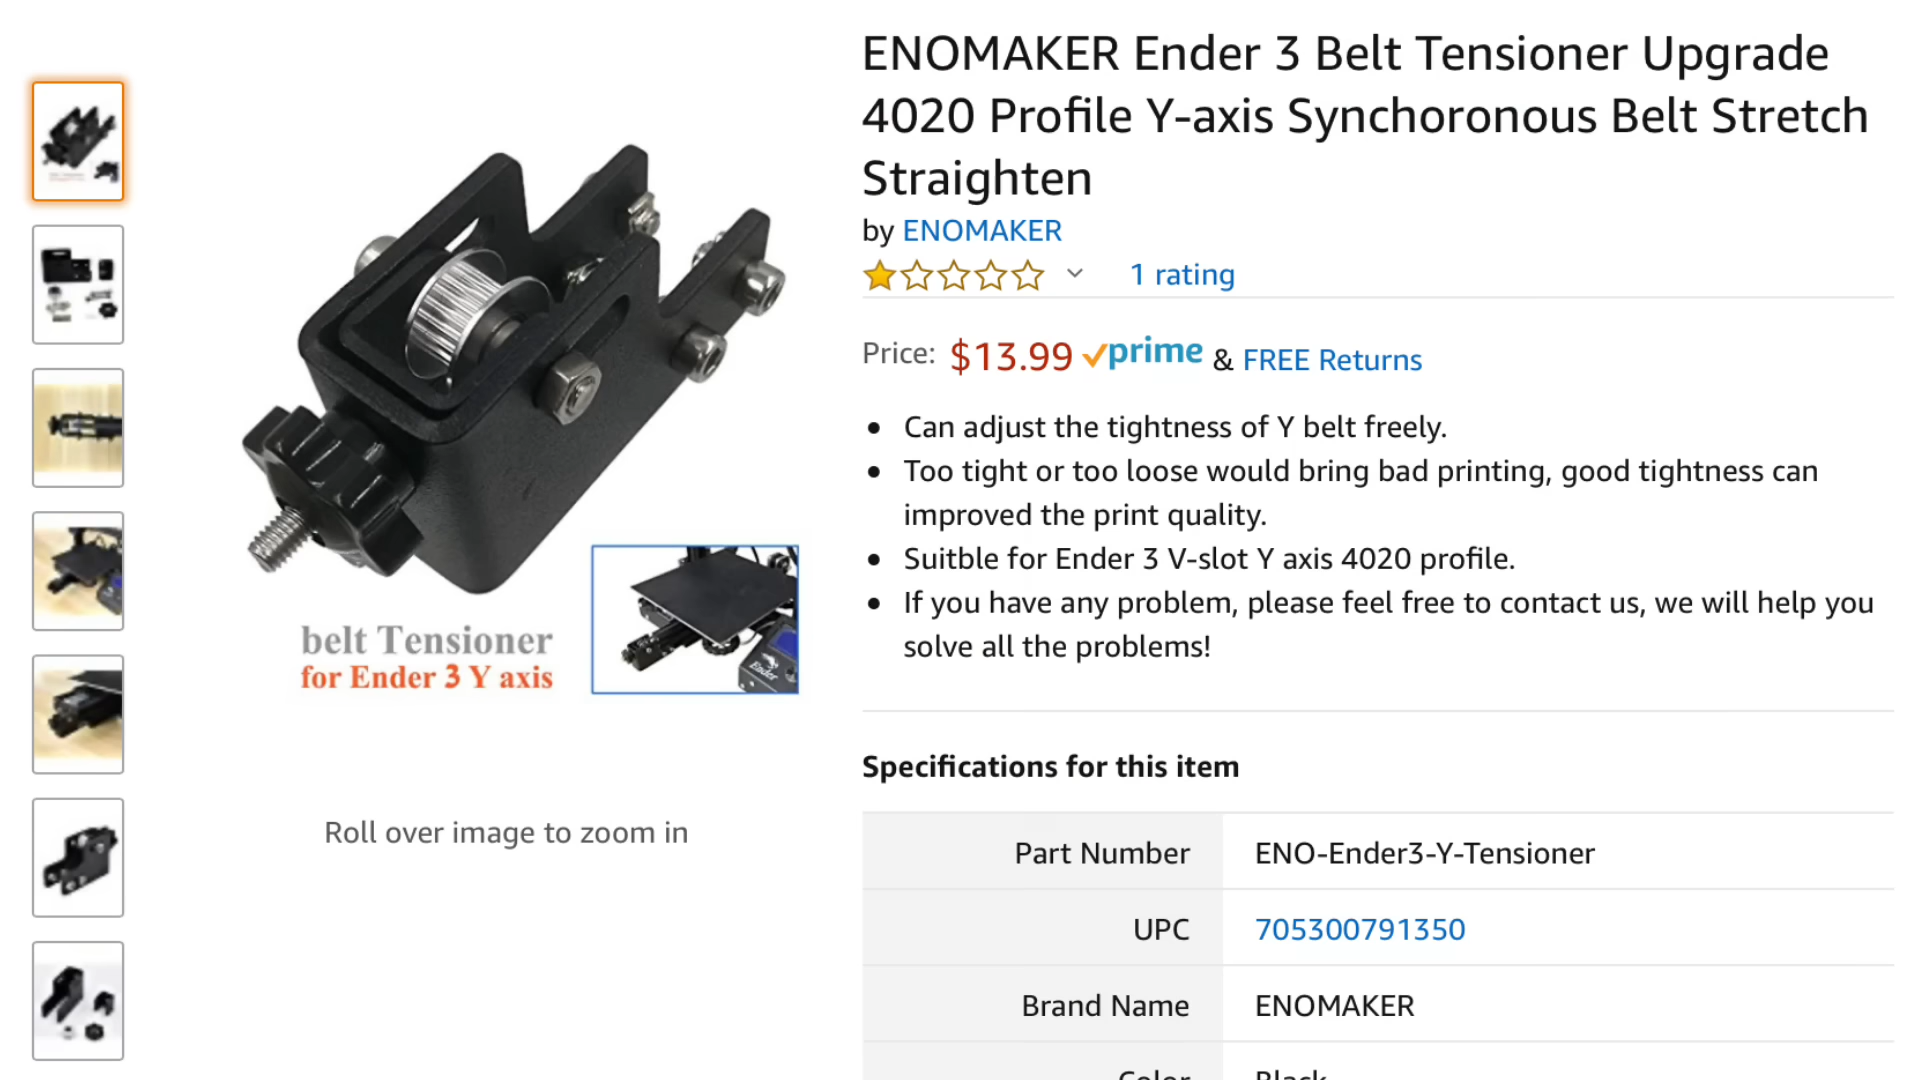 ENOMAKER Ender 3 Belt Tensioner Upgrade
4020 Profile Y-axis Synchoronous Belt Stretch
Straighten
by ENOMAKER
1 rating
Price: $13.99 prime & FREE Returns
• Can adjust the tightness of Y belt freely.
• Too tight or too loose would bring bad printing, good tightness can
improved the print quality.
• Suitble for Ender 3 V-slot Y axis 4020 profile.
• If you have any problem, please feel free to contact us, we will help you
solve all the problems!
belt Tensioner
for Ender 3 Y axis
Ender
Roll over image to zoom in
Specifications for this item
Part Number ENO-Ender3-Y-Tensioner
UPC 705300791350
Brand Name ENOMAKER
Color Black